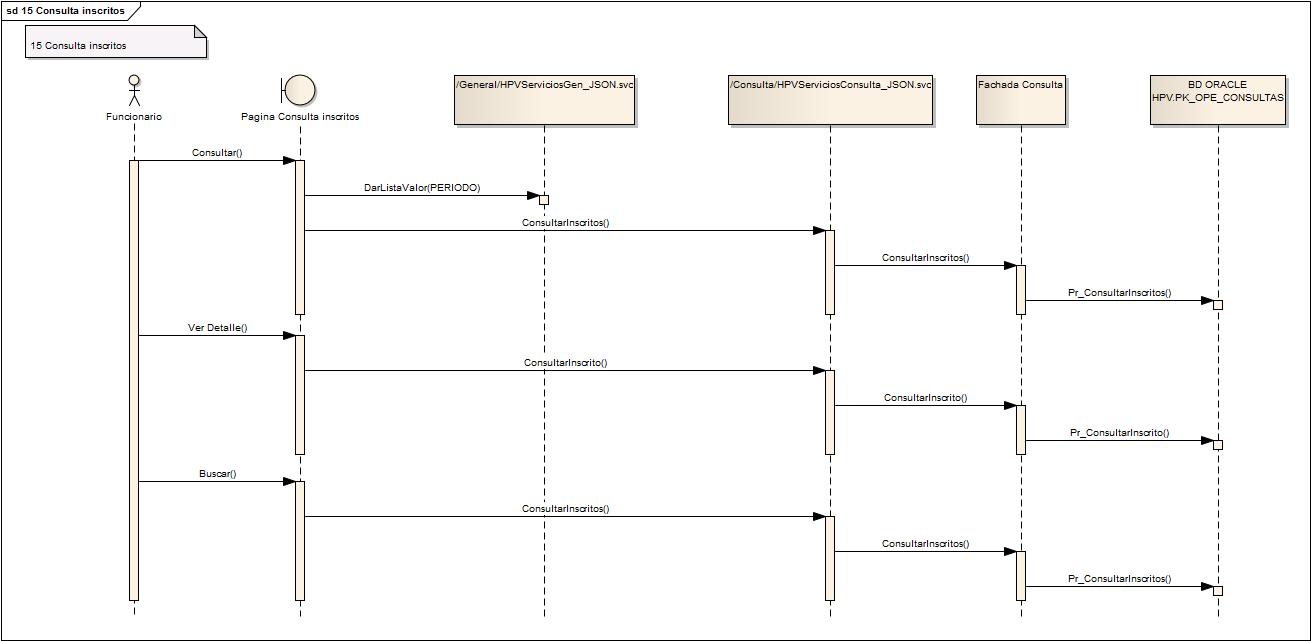 sd 15 Consulta inscritos
15 Consulta inscritos
Funcionario
Pagina Consulta inscritos
/General/HPVServiciosGen_JSON.svc
/Consulta/HPVServiciosConsulta_JSON.svc
Fachada Consulta
BD ORACLE
HPV.PK_OPE_CONSULTAS
Consultar()
DarListaValor(PERIODO)
ConsultarInscritos()
ConsultarInscritos()
Pr_ConsultarInscritos()
Ver Detalle()
ConsultarInscrito()
ConsultarInscrito()
Pr_ConsultarInscrito()
Buscar()
ConsultarInscritos()
ConsultarInscritos()
Pr_ConsultarInscritos()